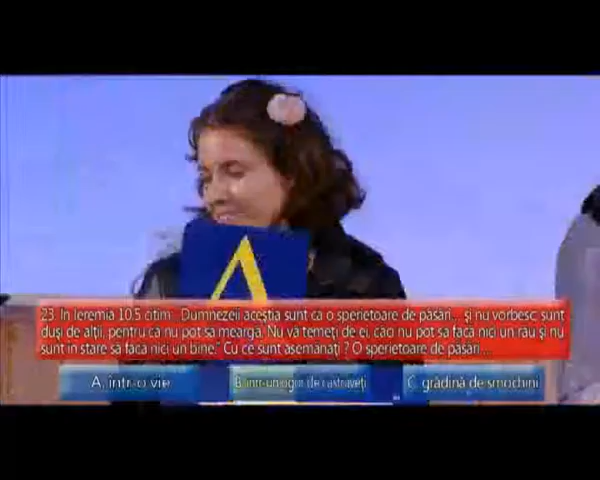 A
23. În Ieremia 10:5 citim: „Dumnezeii aceştia sunt ca o sperietoare de păsări... şi nu vorbesc; sunt
duşi de alţii, pentru că nu pot să meargă. Nu vă temeţi de ei, căci nu pot să facă nici un rău şi nu
sunt în stare să facă nici un bine." Cu ce sunt asemănaţi ? O sperietoare de păsări...
A. într-o vie
B. într-un ogor de castraveţi
C. grădină de smochini